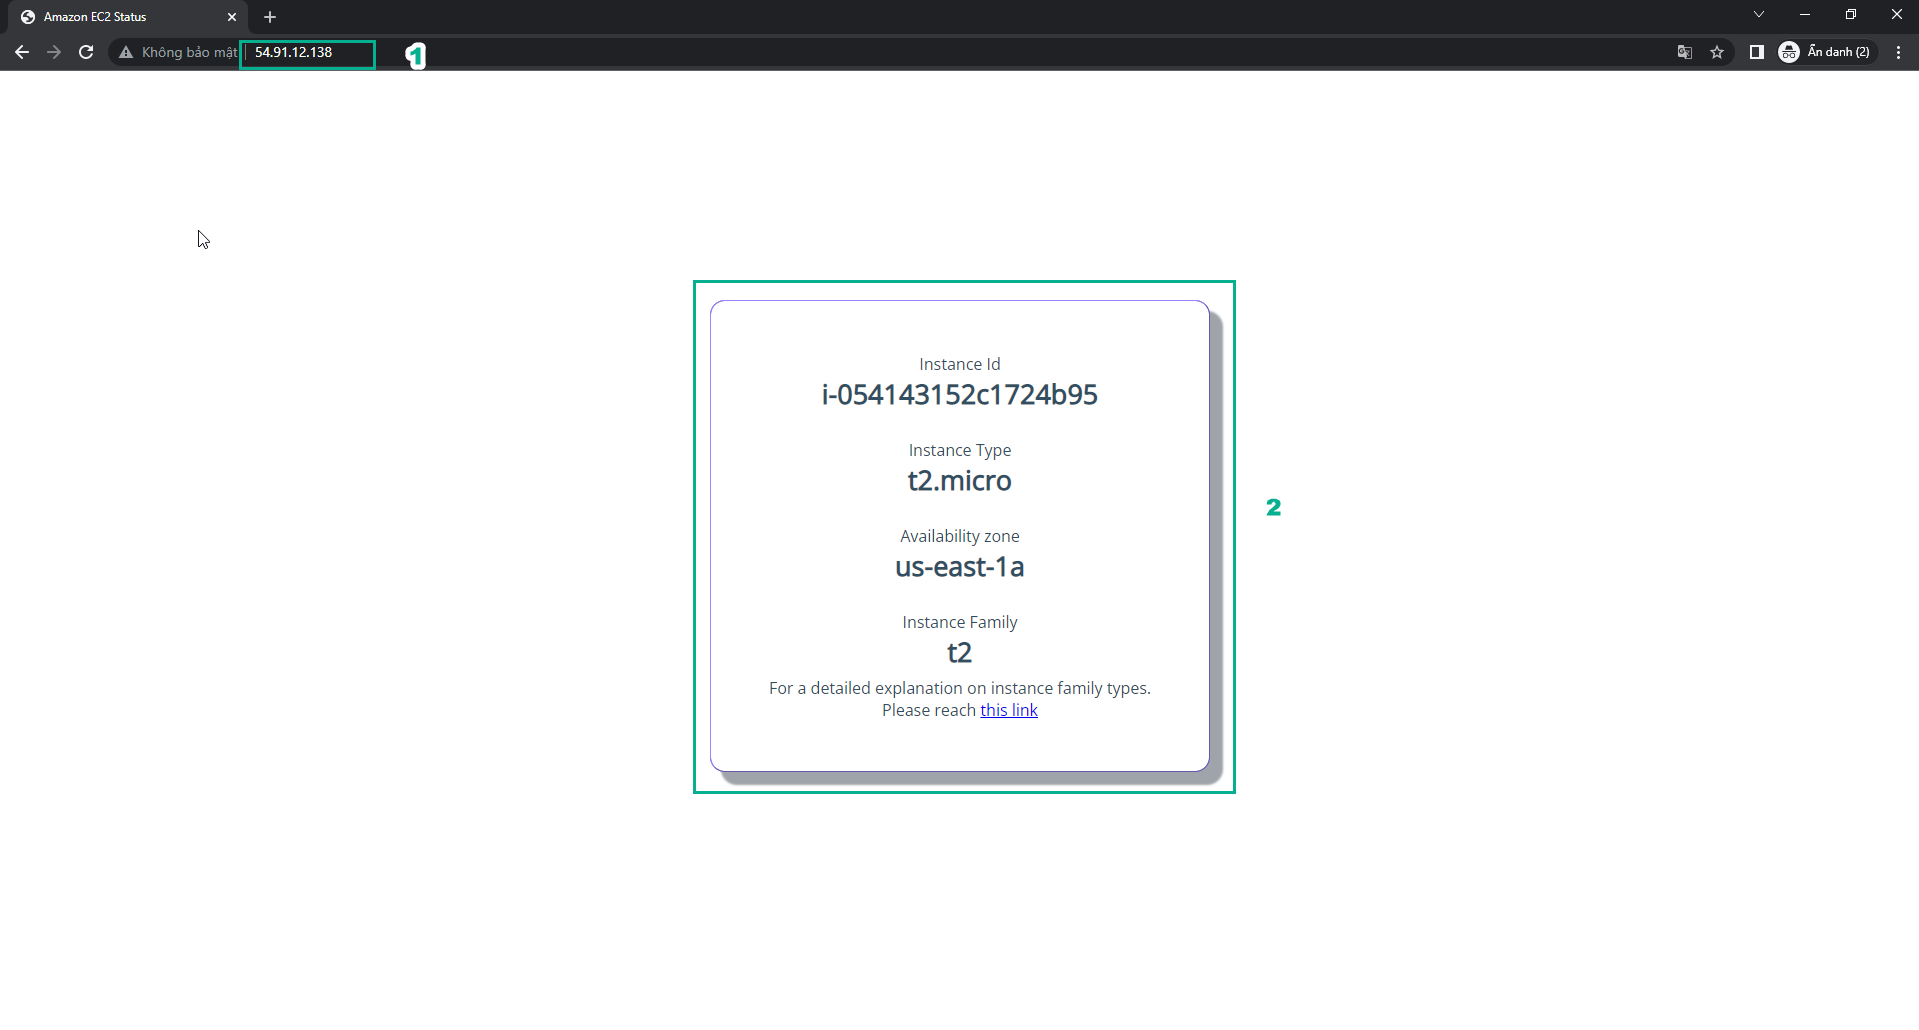 Amazon EC2 Status
Không bảo mật
54.91.12.138
1
Ẩn danh (2)
Instance Id
i-054143152c1724b95
Instance Type
t2.micro
Availability zone
us-east-1a
Instance Family
t2
For a detailed explanation on instance family types.
Please reach this link
2